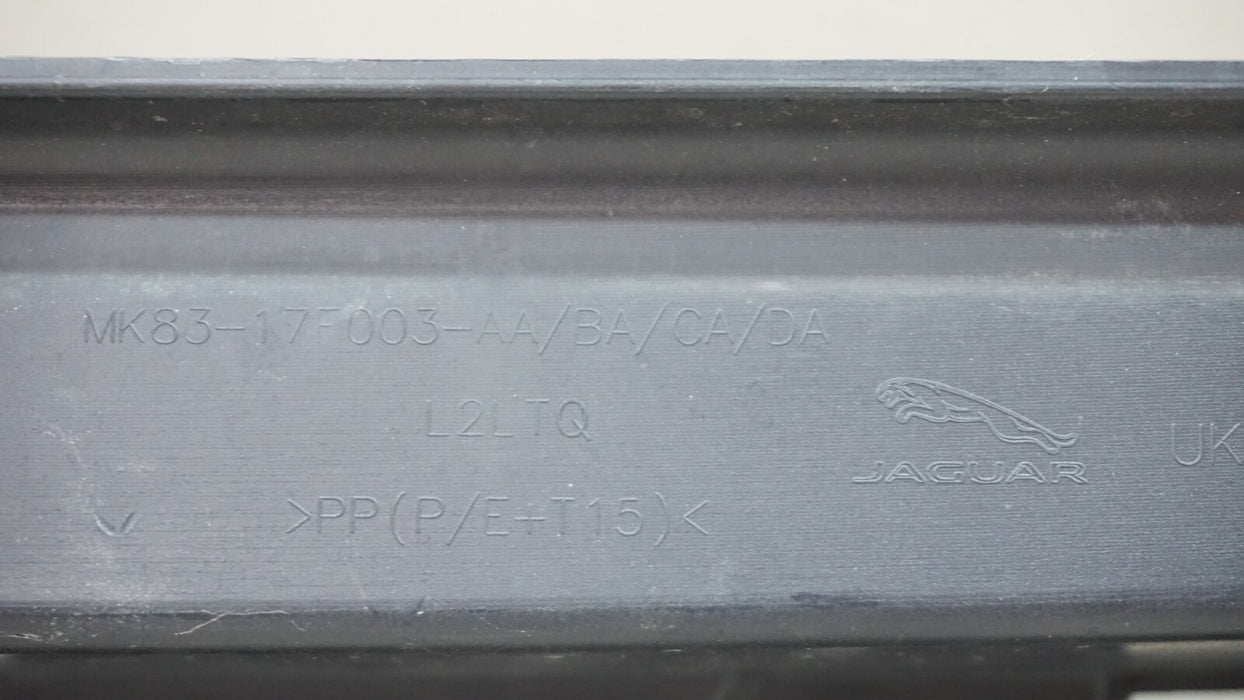 MK83-17F003-AA/BA/CA/DA
L2LTQ
>PP(P/E+T15)<
JAGUAR
UK